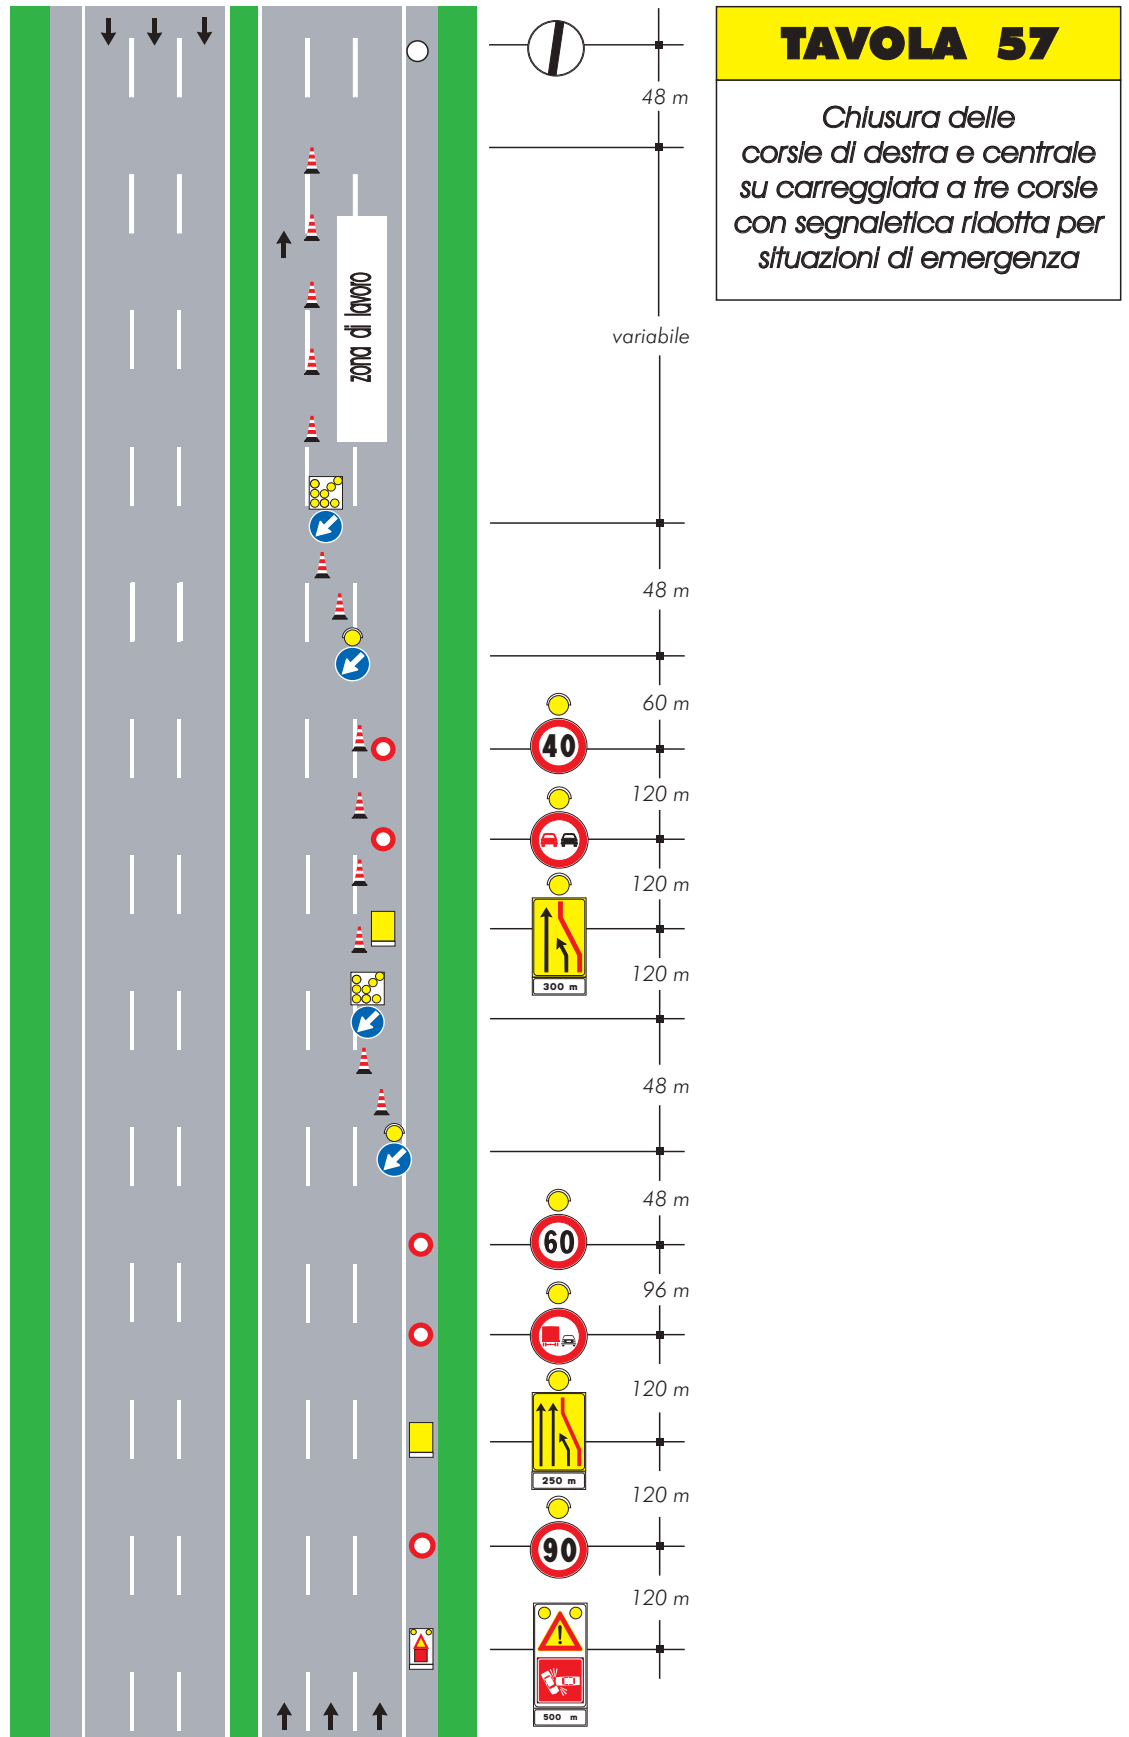 TAVOLA 57
Chiusura delle
corsie di destra e centrale
su carreggiata a tre corsie
con segnaletica ridotta per
situazioni di emergenza
48 m
variabile
zona di lavoro
48 m
60 m
40
120 m
120 m
300 m
120 m
48 m
48 m
60
96 m
120 m
250 m
120 m
90
120 m
!
500 m